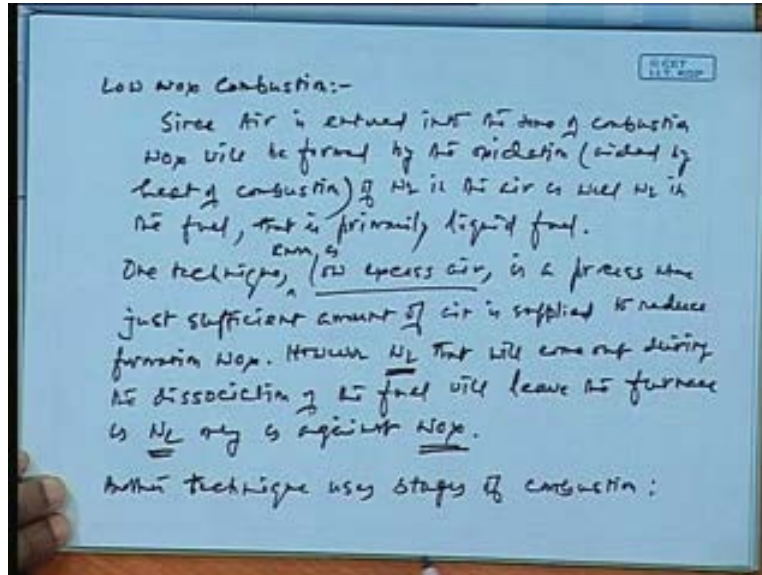 Low NOx Combustion:-
Since Air is entered into the zone of combustion
NOx will be formed by the oxidation (aided by
heat of combustion) of N2 in the air as well N2 in
the fuel, that is primarily liquid fuel.
One technique, known as low excess air, is a process where
just sufficient amount of air is supplied to reduce
formation NOx. However N2 that will come out during
the dissociation of the fuel will leave the furnace
as N2 only as against NOx.
Another technique uses stages of combustion: